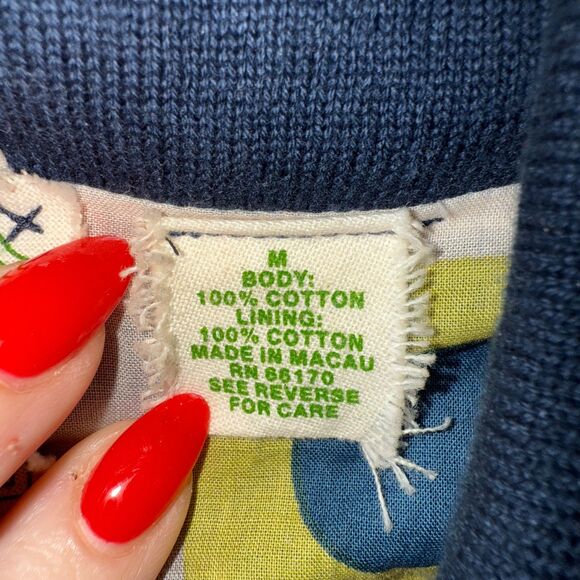 M
BODY:
100% COTTON
LINING:
100% COTTON
MADE IN MACAU
RN 66170
SEE REVERSE
FOR CARE